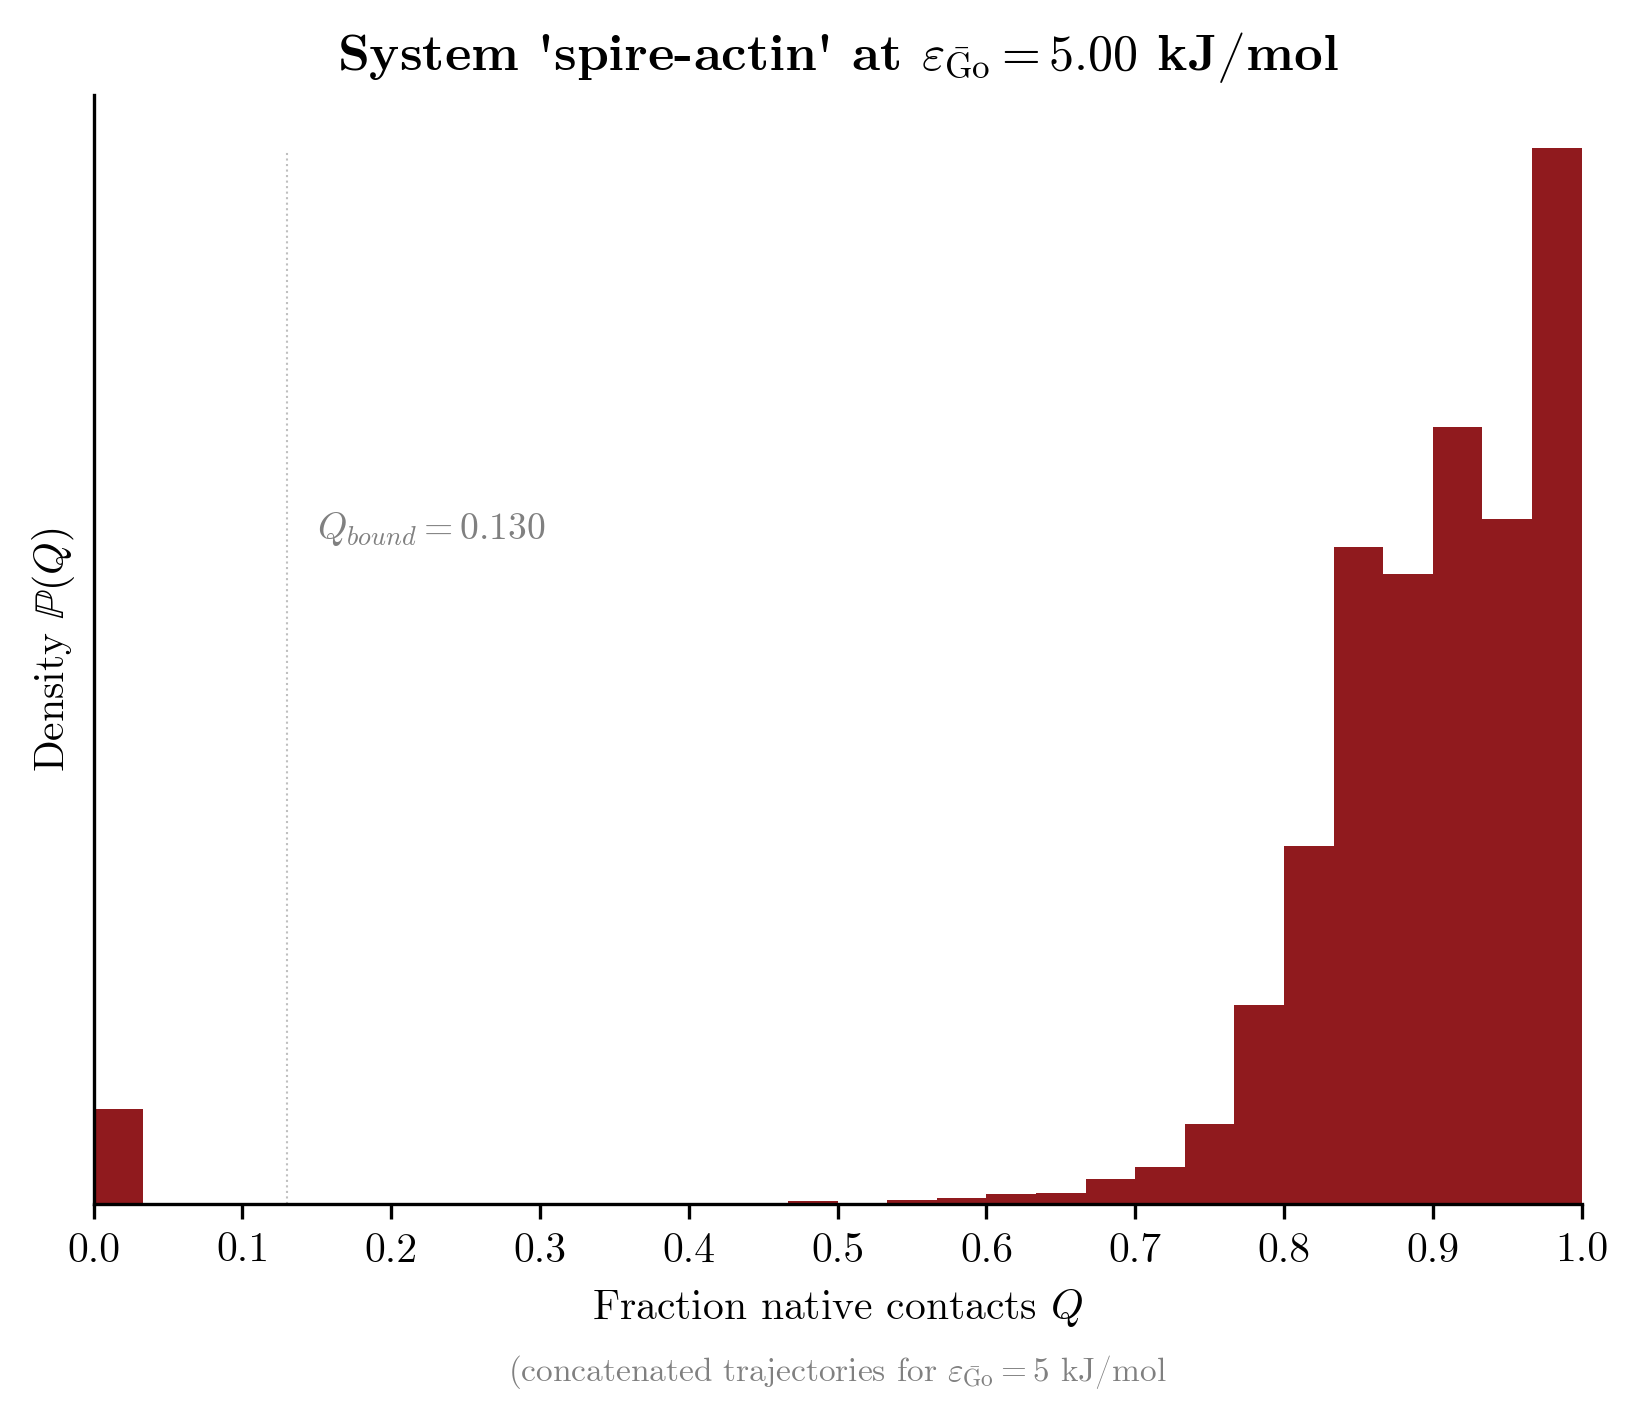 System 'spire-actin' at ε_Ḡo = 5.00 kJ/mol
Density ℙ(Q)
Q_bound = 0.130
0.0 0.1 0.2 0.3 0.4 0.5 0.6 0.7 0.8 0.9 1.0
Fraction native contacts Q
(concatenated trajectories for ε_Ḡo = 5 kJ/mol